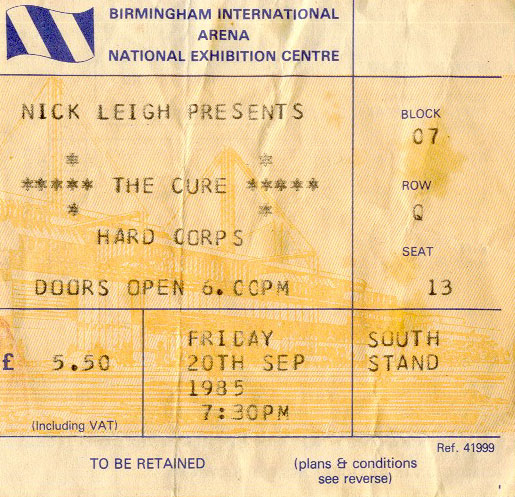 BIRMINGHAM INTERNATIONAL
ARENA
NATIONAL EXHIBITION CENTRE
NICK LEIGH PRESENTS
* *
***** THE CURE *****
* *
HARD CORPS
DOORS OPEN 6.00PM
BLOCK
07
ROW
Q
SEAT
13
£ 5.50
(Including VAT)
FRIDAY
20TH SEP
1985
7:30PM
SOUTH
STAND
Ref. 41999
TO BE RETAINED
(plans & conditions
see reverse)